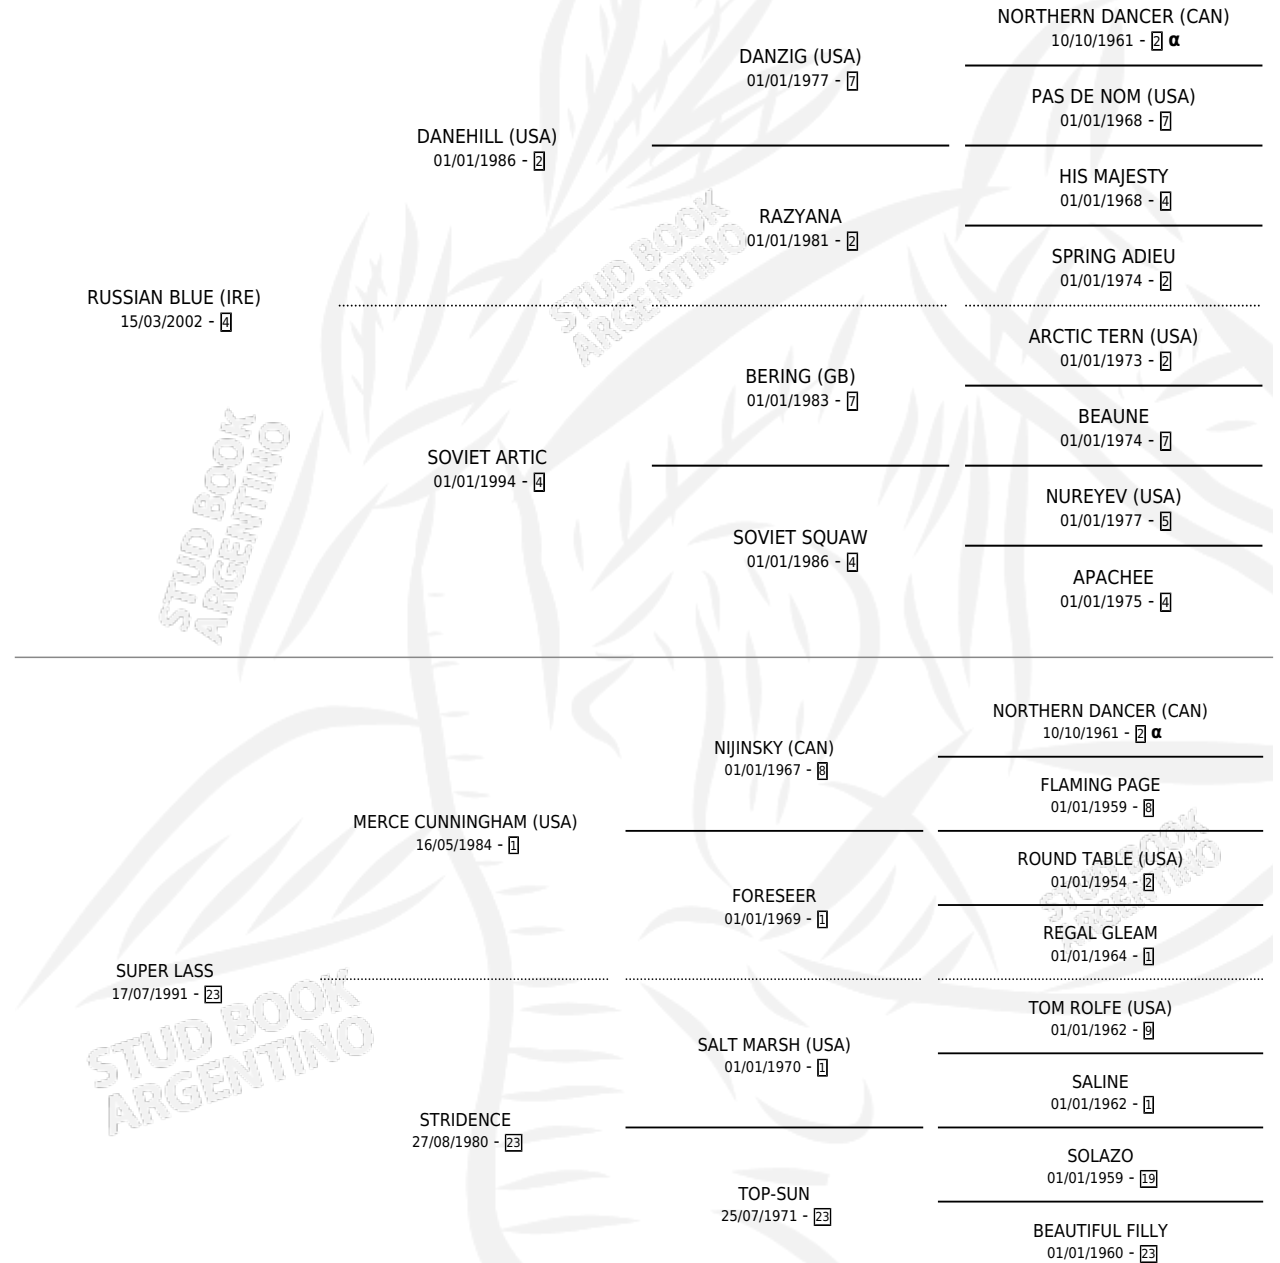 NORTHERN DANCER (CAN)
10/10/1961 - 2 α
DANZIG (USA)
01/01/1977 - 7
PAS DE NOM (USA)
01/01/1968 - 7
DANEHILL (USA)
01/01/1986 - 2
HIS MAJESTY
01/01/1968 - 4
RAZYANA
01/01/1981 - 2
SPRING ADIEU
01/01/1974 - 2
STUD BOOK
ARGENTINO
RUSSIAN BLUE (IRE)
15/03/2002 - 4
ARCTIC TERN (USA)
01/01/1973 - 2
BERING (GB)
01/01/1983 - 7
BEAUNE
01/01/1974 - 7
SOVIET ARTIC
01/01/1994 - 4
NUREYEV (USA)
01/01/1977 - 5
SOVIET SQUAW
01/01/1986 - 4
APACHEE
01/01/1975 - 4
STUD BOOK
ARGENTINO
NORTHERN DANCER (CAN)
10/10/1961 - 2 α
NIJINSKY (CAN)
01/01/1967 - 8
FLAMING PAGE
01/01/1959 - 8
MERCE CUNNINGHAM (USA)
16/05/1984 - 1
ROUND TABLE (USA)
01/01/1954 - 2
FORESEER
01/01/1969 - 1
REGAL GLEAM
01/01/1964 - 1
STUD BOOK
ARGENTINO
SUPER LASS
17/07/1991 - 23
TOM ROLFE (USA)
01/01/1962 - 9
SALT MARSH (USA)
01/01/1970 - 1
SALINE
01/01/1962 - 1
STUD BOOK
ARGENTINO
STRIDENCE
27/08/1980 - 23
SOLAZO
01/01/1959 - 19
TOP-SUN
25/07/1971 - 23
BEAUTIFUL FILLY
01/01/1960 - 23